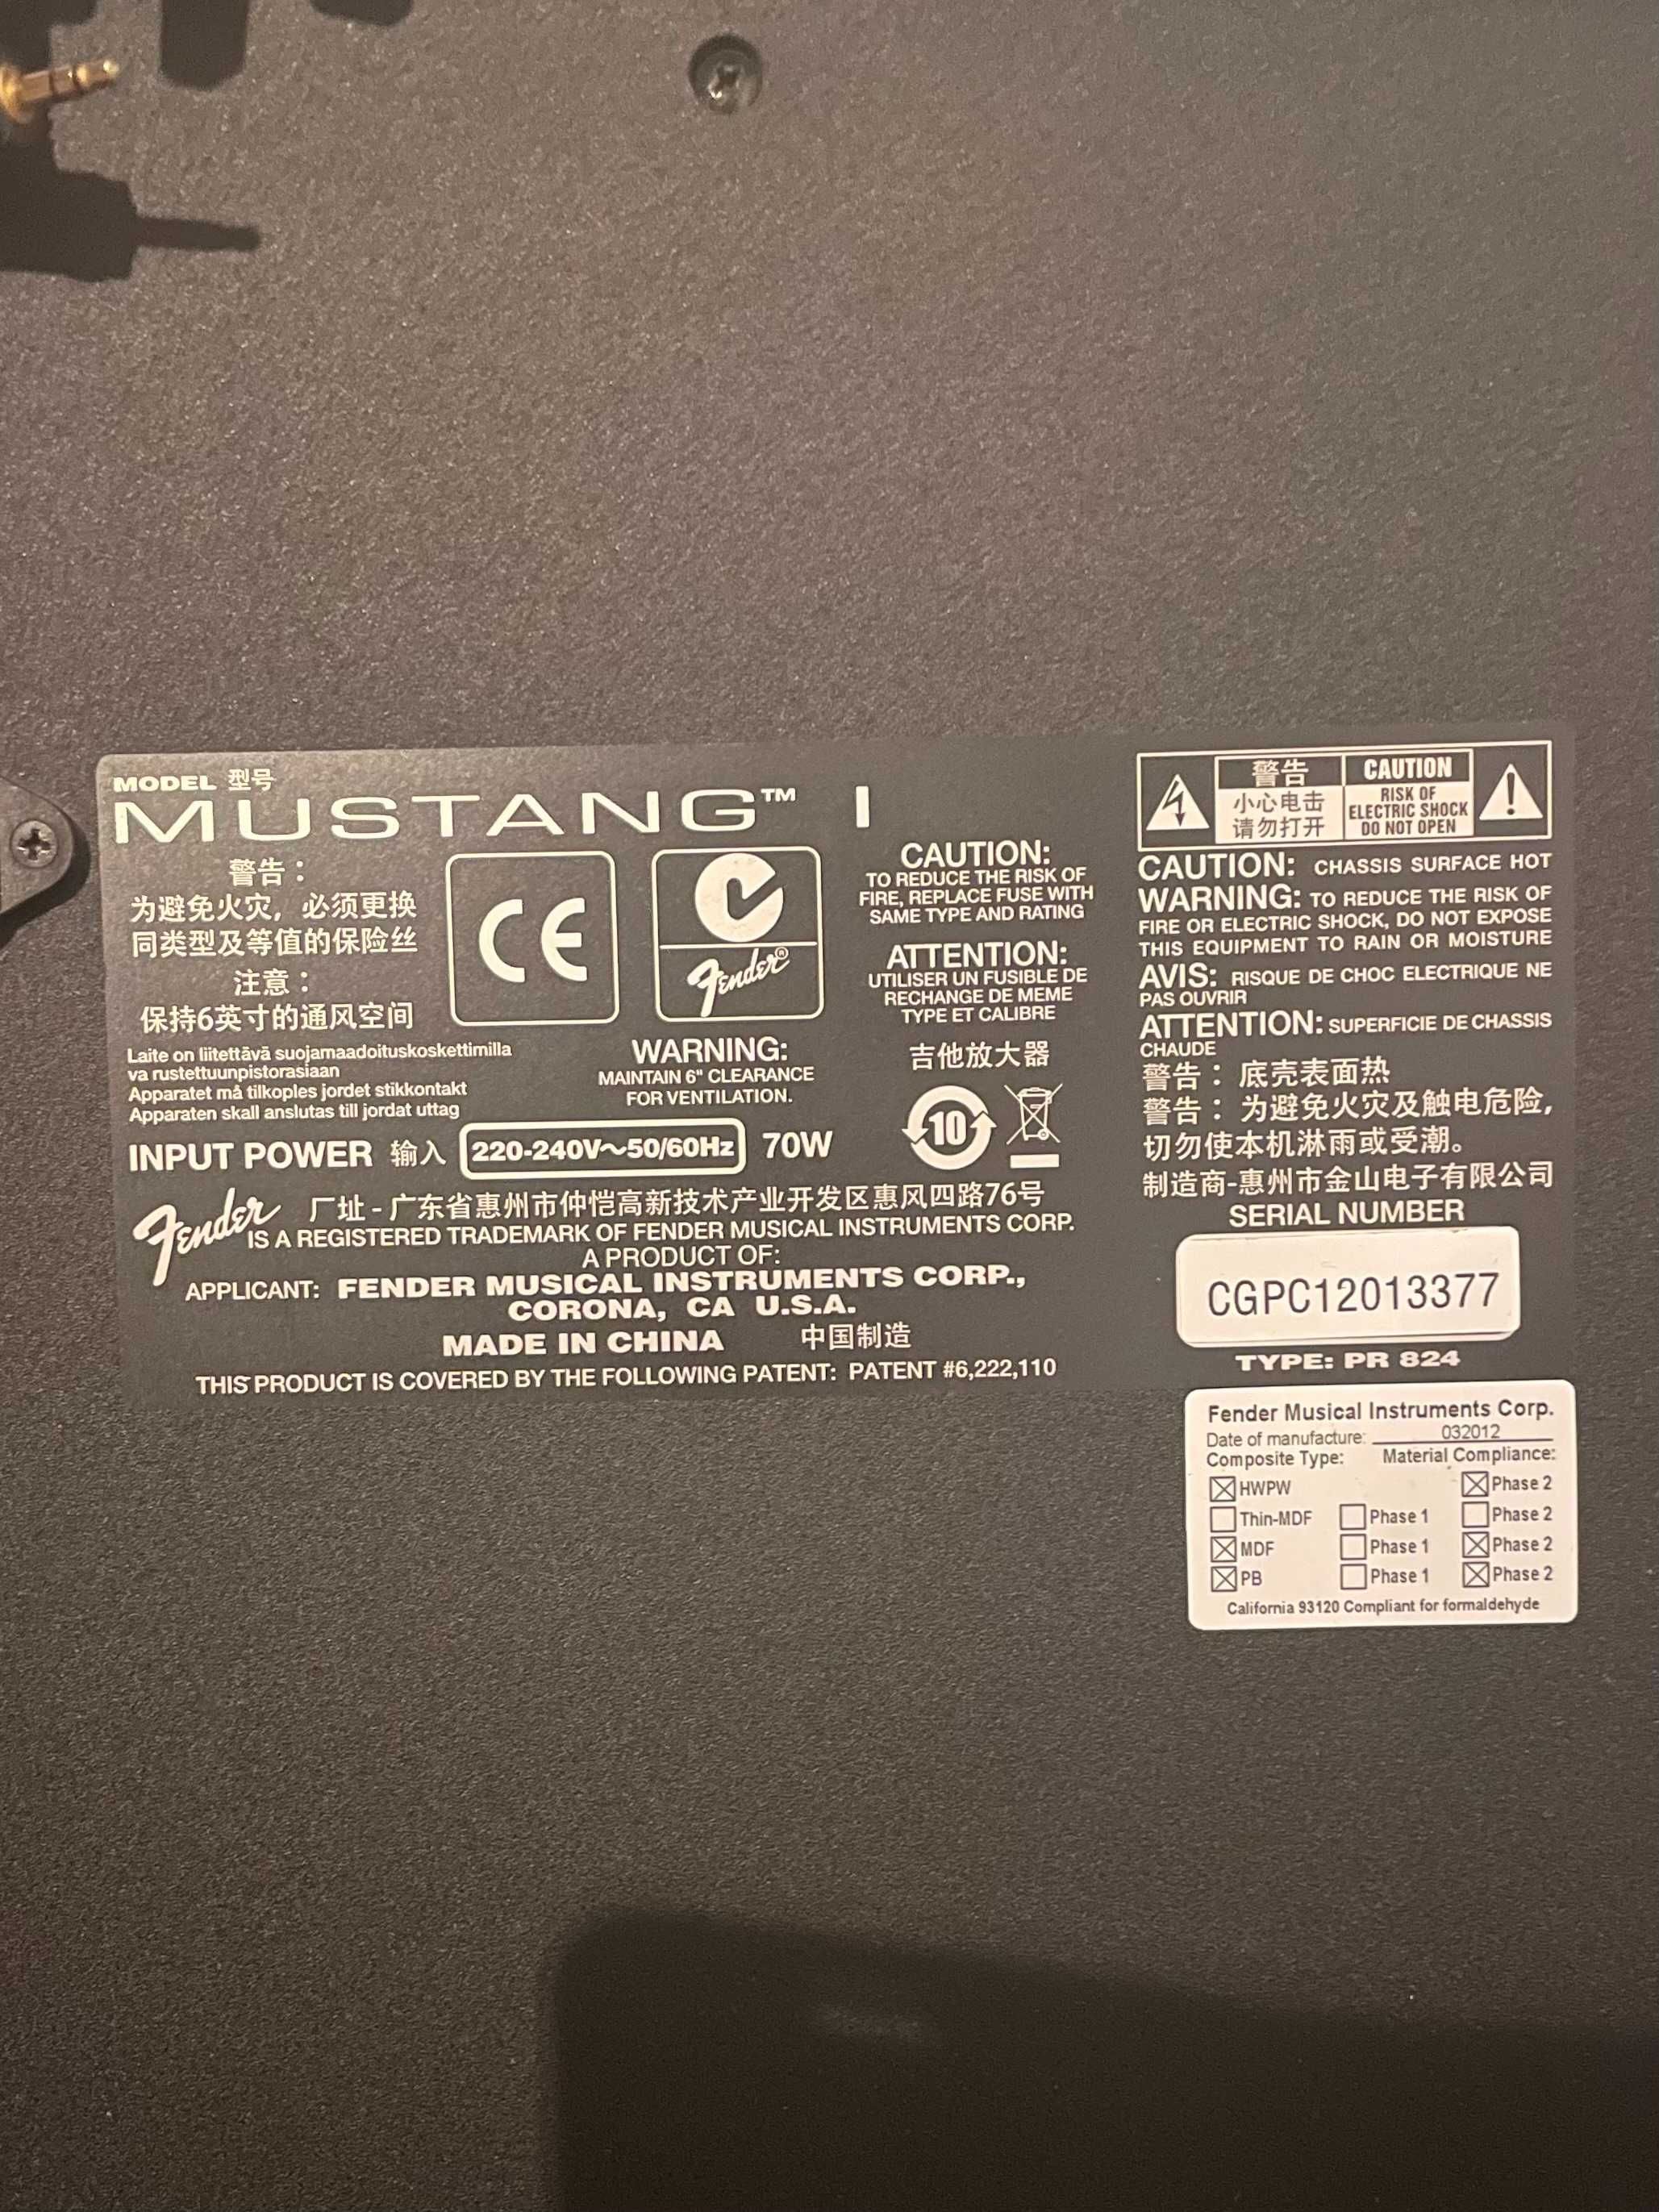 MODEL 型号
MUSTANG™ I
警告：
为避免火灾，必须更换
同类型及等值的保险丝
注意：
保持6英寸的通风空间
CE
Fender®
CAUTION:
TO REDUCE THE RISK OF
FIRE, REPLACE FUSE WITH
SAME TYPE AND RATING
ATTENTION:
UTILISER UN FUSIBLE DE
RECHANGE DE MEME
TYPE ET CALIBRE
Laite on liitettävä suojamaadoituskoskettimilla
va rustettuunpistorasiaan
Apparatet må tilkoples jordet stikkontakt
Apparaten skall anslutas till jordat uttag
WARNING:
MAINTAIN 6" CLEARANCE
FOR VENTILATION.
吉他放大器
10
INPUT POWER 输入 220-240V~50/60Hz 70W
Fender 厂址-广东省惠州市仲恺高新技术产业开发区惠风四路76号
IS A REGISTERED TRADEMARK OF FENDER MUSICAL INSTRUMENTS CORP.
A PRODUCT OF:
APPLICANT: FENDER MUSICAL INSTRUMENTS CORP.,
CORONA, CA U.S.A.
MADE IN CHINA 中国制造
THIS PRODUCT IS COVERED BY THE FOLLOWING PATENT: PATENT #6,222,110
警告
小心电击
请勿打开
CAUTION
RISK OF
ELECTRIC SHOCK
DO NOT OPEN
CAUTION: CHASSIS SURFACE HOT
WARNING: TO REDUCE THE RISK OF
FIRE OR ELECTRIC SHOCK, DO NOT EXPOSE
THIS EQUIPMENT TO RAIN OR MOISTURE
AVIS: RISQUE DE CHOC ELECTRIQUE NE
PAS OUVRIR
ATTENTION: SUPERFICIE DE CHASSIS
CHAUDE
警告：底壳表面热
警告：为避免火灾及触电危险，
切勿使本机淋雨或受潮。
制造商-惠州市金山电子有限公司
SERIAL NUMBER
CGPC12013377
TYPE: PR 824
Fender Musical Instruments Corp.
Date of manufacture: 032012
Composite Type: Material Compliance:
HWPW Phase 2
Thin-MDF Phase 1 Phase 2
MDF Phase 1 Phase 2
PB Phase 1 Phase 2
California 93120 Compliant for formaldehyde